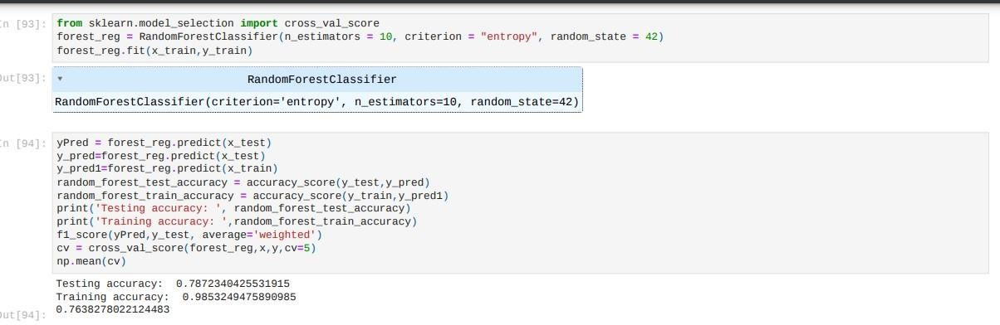 In [93]:
from sklearn.model_selection import cross_val_score
forest_reg = RandomForestClassifier(n_estimators = 10, criterion = "entropy", random_state = 42)
forest_reg.fit(x_train,y_train)
Out[93]:
▾ RandomForestClassifier
RandomForestClassifier(criterion='entropy', n_estimators=10, random_state=42)
In [94]:
yPred = forest_reg.predict(x_test)
y_pred=forest_reg.predict(x_test)
y_pred1=forest_reg.predict(x_train)
random_forest_test_accuracy = accuracy_score(y_test,y_pred)
random_forest_train_accuracy = accuracy_score(y_train,y_pred1)
print('Testing accuracy: ', random_forest_test_accuracy)
print('Training accuracy: ',random_forest_train_accuracy)
f1_score(yPred,y_test, average='weighted')
cv = cross_val_score(forest_reg,x,y,cv=5)
np.mean(cv)
Testing accuracy:  0.7872340425531915
Training accuracy:  0.9853249475890985
Out[94]:
0.7638278022124483